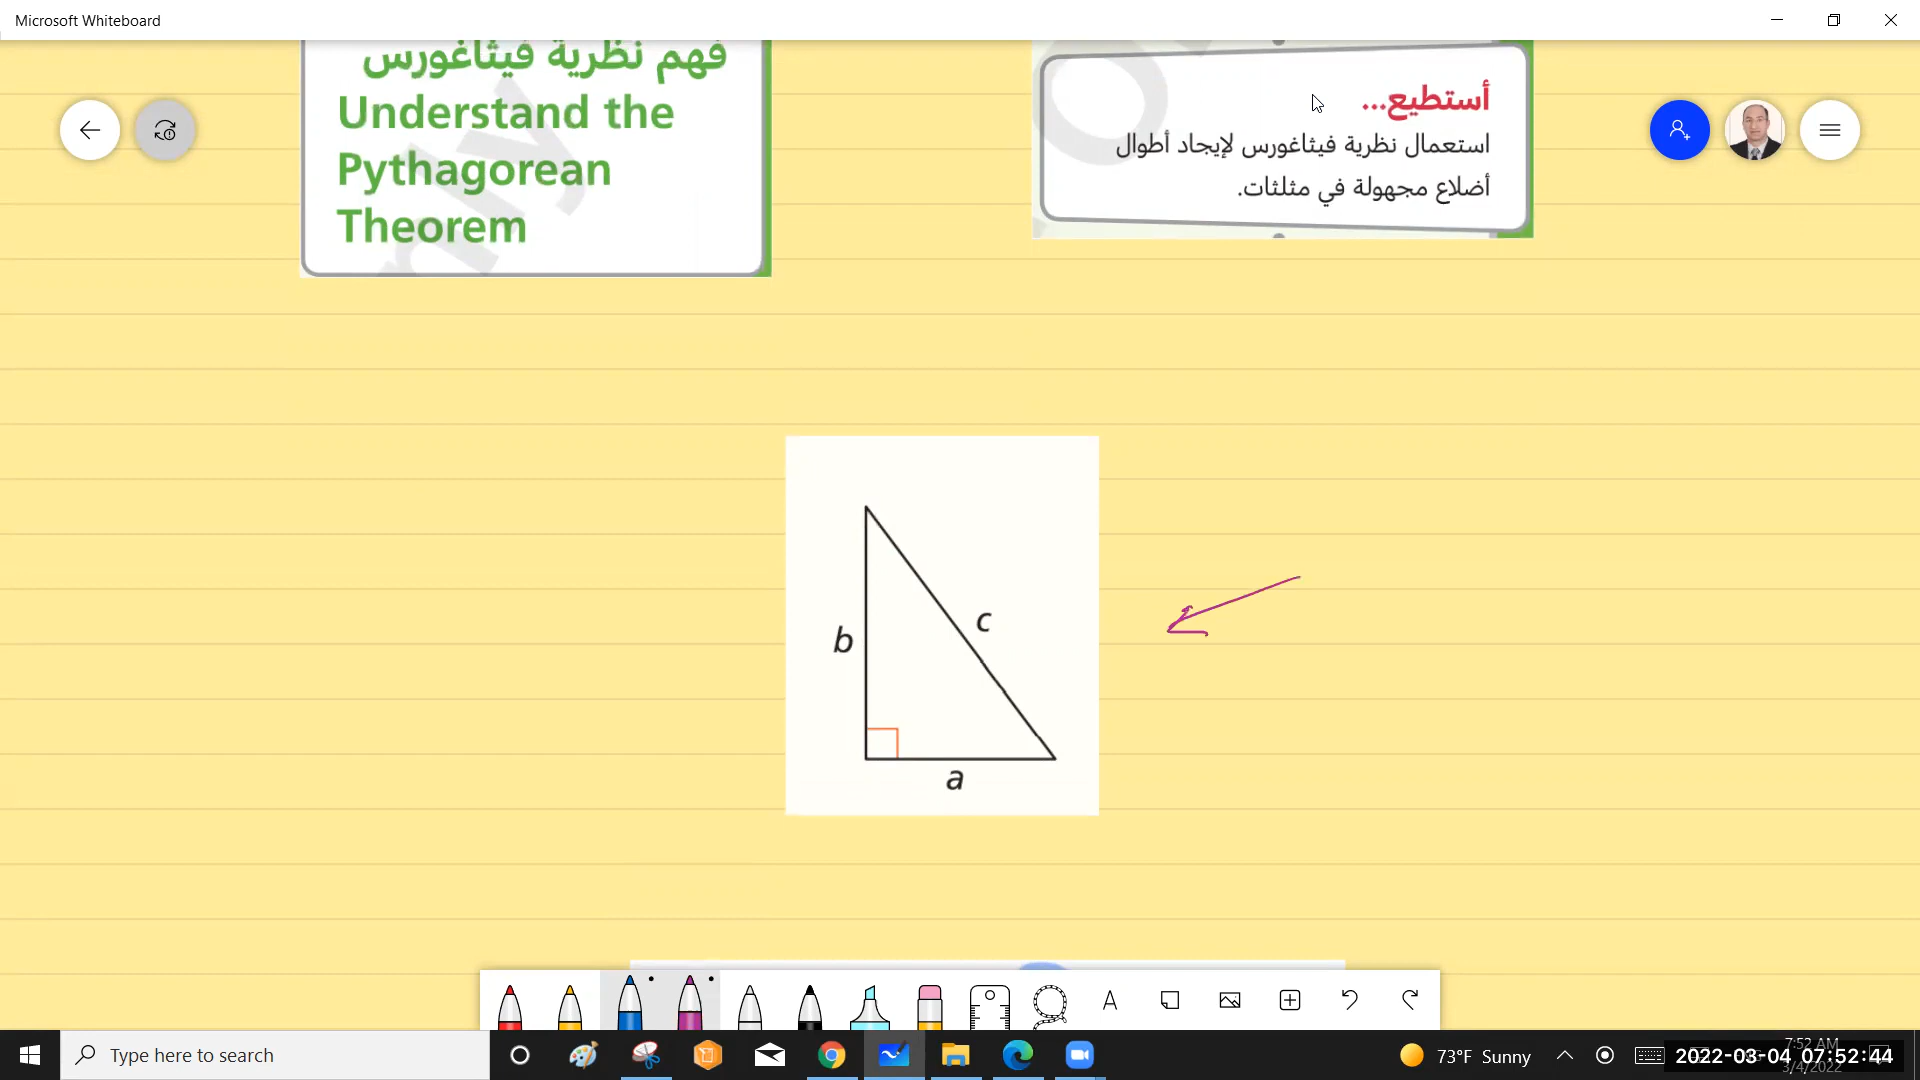 Microsoft Whiteboard
فهم نظرية فيثاغورس
Understand the
Pythagorean
Theorem
أستطيع...
استعمال نظرية فيثاغورس لإيجاد أطوال
أضلاع مجهولة في مثلثات.
b
c
a
A
Type here to search
73°F Sunny
7:52 AM
3/4/2022
2022-03-04 07:52:44